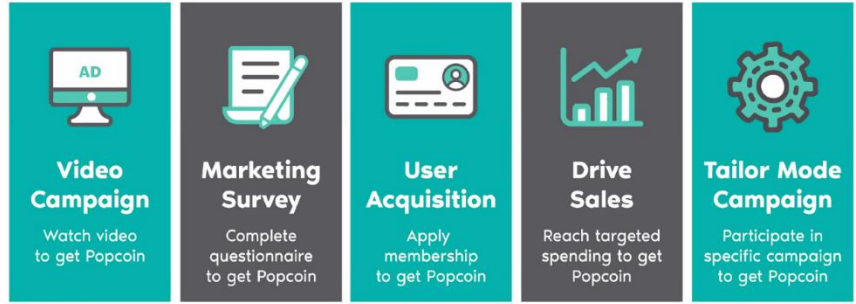 AD
Video
Campaign
Watch video
to get Popcoin
Marketing
Survey
Complete
questionnaire
to get Popcoin
User
Acquisition
Apply
membership
to get Popcoin
Drive
Sales
Reach targeted
spending to get
Popcoin
Tailor Mode
Campaign
Participate in
specific campaign
to get Popcoin